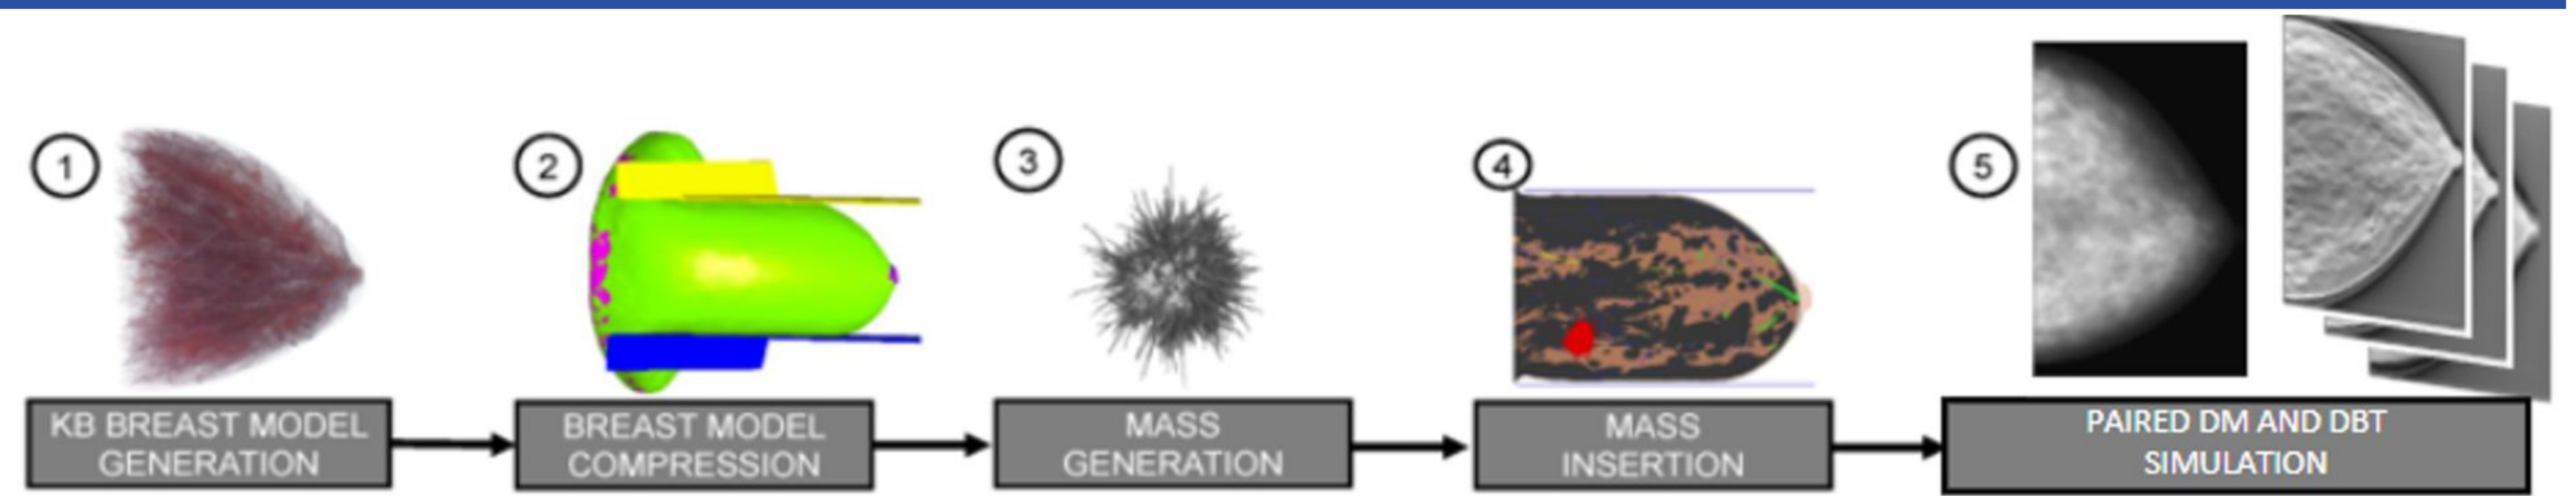 1
2
3
4
5
KB BREAST MODEL
GENERATION
BREAST MODEL
COMPRESSION
MASS
GENERATION
MASS
INSERTION
PAIRED DM AND DBT
SIMULATION